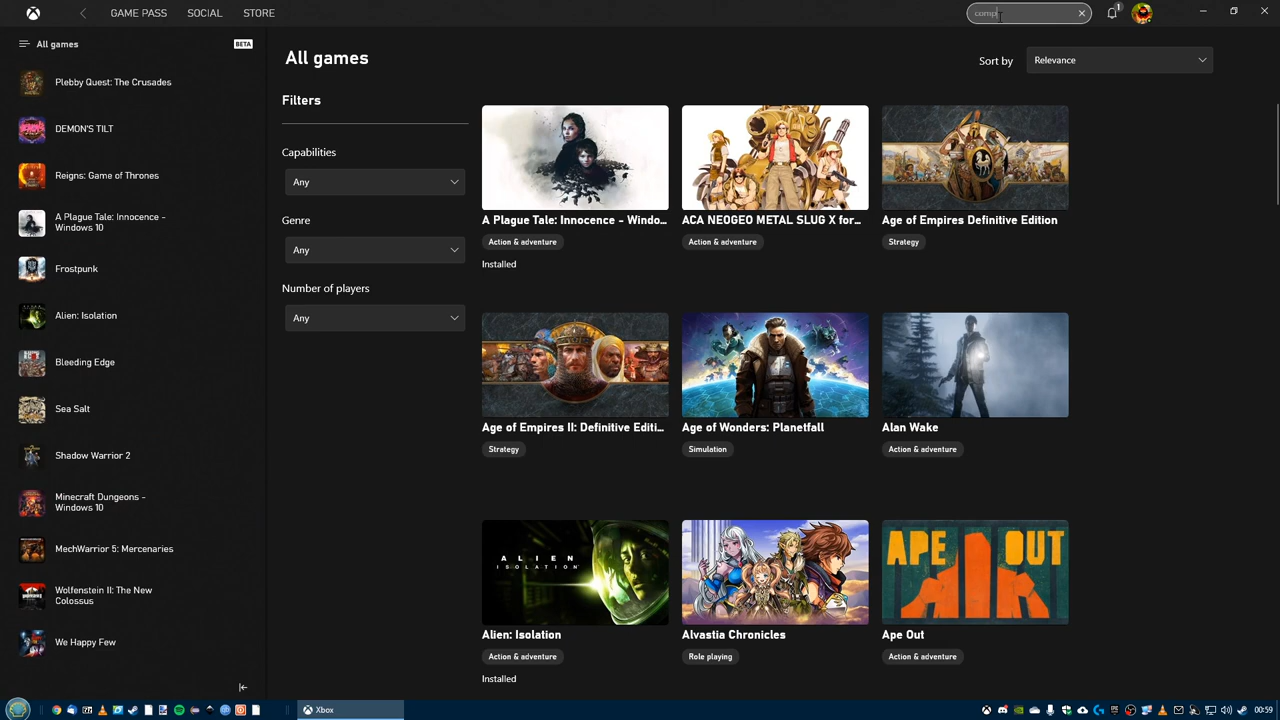 GAME PASS
SOCIAL
STORE
comp
1
All games
BETA
Plebby Quest: The Crusades
DEMON'S TILT
Reigns: Game of Thrones
A Plague Tale: Innocence -
Windows 10
Frostpunk
Alien: Isolation
Bleeding Edge
Sea Salt
Shadow Warrior 2
Minecraft Dungeons -
Windows 10
MechWarrior 5: Mercenaries
Wolfenstein II: The New
Colossus
We Happy Few
All games
Sort by
Relevance
Filters
Capabilities
Any
Genre
Any
Number of players
Any
A Plague Tale: Innocence - Windo...
Action & adventure
Installed
ACA NEOGEO METAL SLUG X for...
Action & adventure
Age of Empires Definitive Edition
Strategy
Age of Empires II: Definitive Editi...
Strategy
Age of Wonders: Planetfall
Simulation
Alan Wake
Action & adventure
ALIEN
ISOLATION
Alien: Isolation
Action & adventure
Installed
Alvastia Chronicles
Role playing
APE OUT
Ape Out
Action & adventure
Xbox
00:59